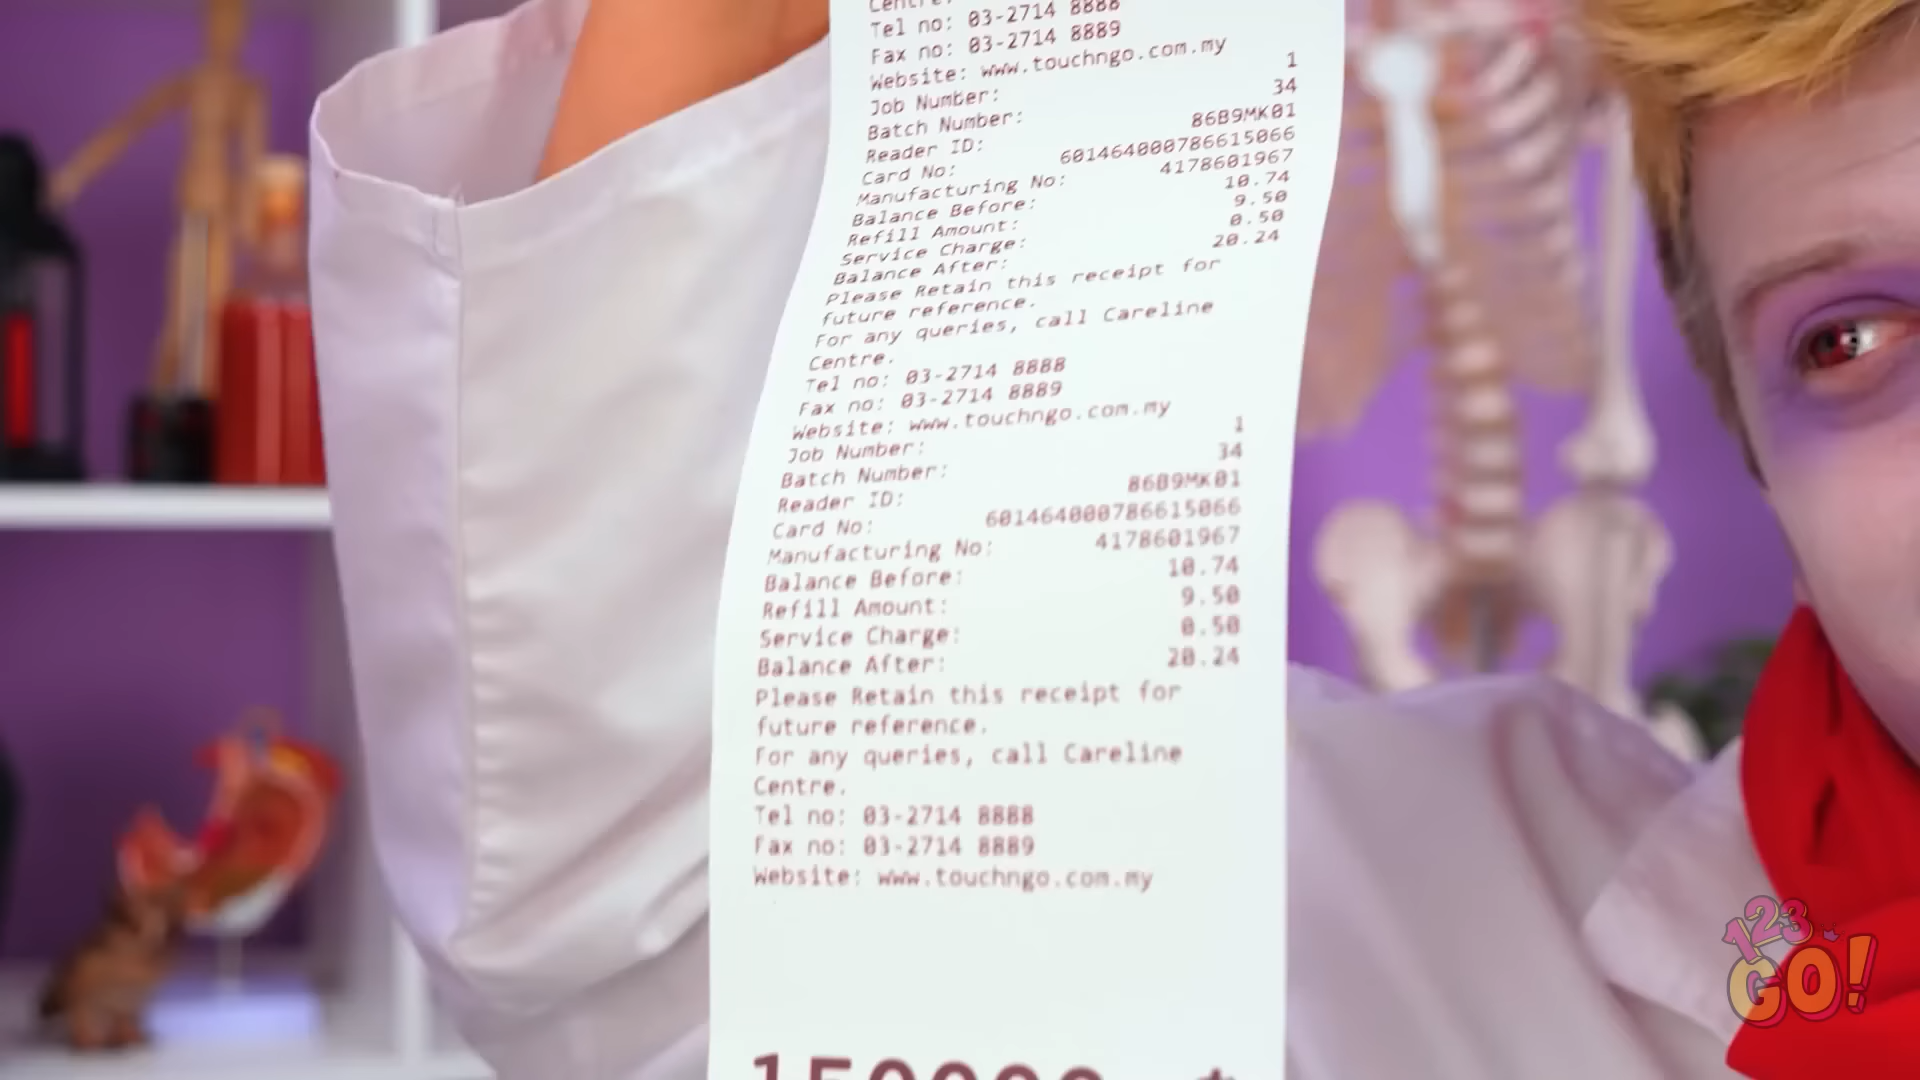 Centre.
Tel no: 03-2714 8888
Fax no: 03-2714 8889
Website: www.touchngo.com.my
Job Number: 1
Batch Number: 34
Reader ID: 86B9MK01
Card No: 601464000786615066
Manufacturing No: 4178601967
Balance Before: 10.74
Refill Amount: 9.50
Service Charge: 0.50
Balance After: 20.24
Please Retain this receipt for
future reference.
For any queries, call Careline
Centre.
Tel no: 03-2714 8888
Fax no: 03-2714 8889
Website: www.touchngo.com.my
Job Number: 1
Batch Number: 34
Reader ID: 86B9MK01
Card No: 601464000786615066
Manufacturing No: 4178601967
Balance Before: 10.74
Refill Amount: 9.50
Service Charge: 0.50
Balance After: 20.24
Please Retain this receipt for
future reference.
For any queries, call Careline
Centre.
Tel no: 03-2714 8888
Fax no: 03-2714 8889
Website: www.touchngo.com.my
123
GO!